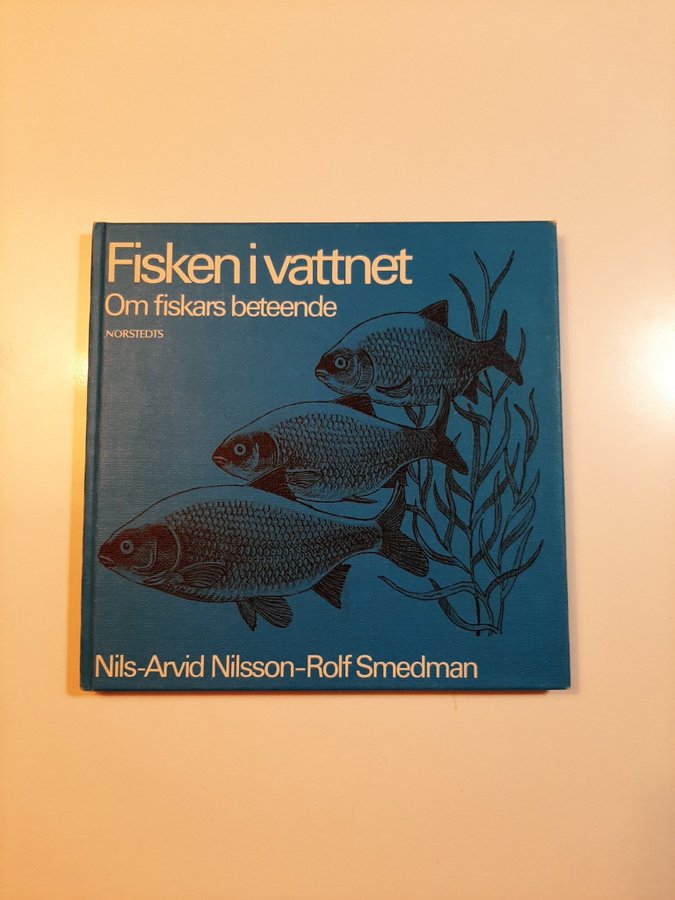 Fisken i vattnet
Om fiskars beteende
NORSTEDTS
Nils-Arvid Nilsson-Rolf Smedman